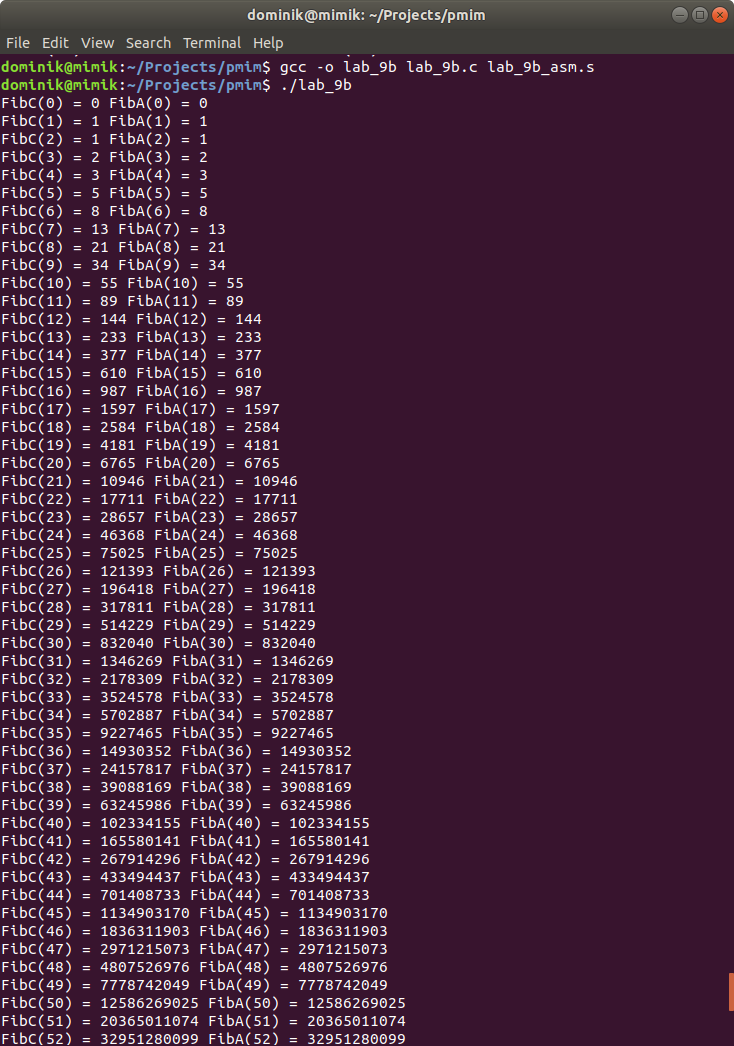 dominik@mimik: ~/Projects/pmim
File Edit View Search Terminal Help
dominik@mimik:~/Projects/pmim$ gcc -o lab_9b lab_9b.c lab_9b_asm.s
dominik@mimik:~/Projects/pmim$ ./lab_9b
FibC(0) = 0 FibA(0) = 0
FibC(1) = 1 FibA(1) = 1
FibC(2) = 1 FibA(2) = 1
FibC(3) = 2 FibA(3) = 2
FibC(4) = 3 FibA(4) = 3
FibC(5) = 5 FibA(5) = 5
FibC(6) = 8 FibA(6) = 8
FibC(7) = 13 FibA(7) = 13
FibC(8) = 21 FibA(8) = 21
FibC(9) = 34 FibA(9) = 34
FibC(10) = 55 FibA(10) = 55
FibC(11) = 89 FibA(11) = 89
FibC(12) = 144 FibA(12) = 144
FibC(13) = 233 FibA(13) = 233
FibC(14) = 377 FibA(14) = 377
FibC(15) = 610 FibA(15) = 610
FibC(16) = 987 FibA(16) = 987
FibC(17) = 1597 FibA(17) = 1597
FibC(18) = 2584 FibA(18) = 2584
FibC(19) = 4181 FibA(19) = 4181
FibC(20) = 6765 FibA(20) = 6765
FibC(21) = 10946 FibA(21) = 10946
FibC(22) = 17711 FibA(22) = 17711
FibC(23) = 28657 FibA(23) = 28657
FibC(24) = 46368 FibA(24) = 46368
FibC(25) = 75025 FibA(25) = 75025
FibC(26) = 121393 FibA(26) = 121393
FibC(27) = 196418 FibA(27) = 196418
FibC(28) = 317811 FibA(28) = 317811
FibC(29) = 514229 FibA(29) = 514229
FibC(30) = 832040 FibA(30) = 832040
FibC(31) = 1346269 FibA(31) = 1346269
FibC(32) = 2178309 FibA(32) = 2178309
FibC(33) = 3524578 FibA(33) = 3524578
FibC(34) = 5702887 FibA(34) = 5702887
FibC(35) = 9227465 FibA(35) = 9227465
FibC(36) = 14930352 FibA(36) = 14930352
FibC(37) = 24157817 FibA(37) = 24157817
FibC(38) = 39088169 FibA(38) = 39088169
FibC(39) = 63245986 FibA(39) = 63245986
FibC(40) = 102334155 FibA(40) = 102334155
FibC(41) = 165580141 FibA(41) = 165580141
FibC(42) = 267914296 FibA(42) = 267914296
FibC(43) = 433494437 FibA(43) = 433494437
FibC(44) = 701408733 FibA(44) = 701408733
FibC(45) = 1134903170 FibA(45) = 1134903170
FibC(46) = 1836311903 FibA(46) = 1836311903
FibC(47) = 2971215073 FibA(47) = 2971215073
FibC(48) = 4807526976 FibA(48) = 4807526976
FibC(49) = 7778742049 FibA(49) = 7778742049
FibC(50) = 12586269025 FibA(50) = 12586269025
FibC(51) = 20365011074 FibA(51) = 20365011074
FibC(52) = 32951280099 FibA(52) = 32951280099